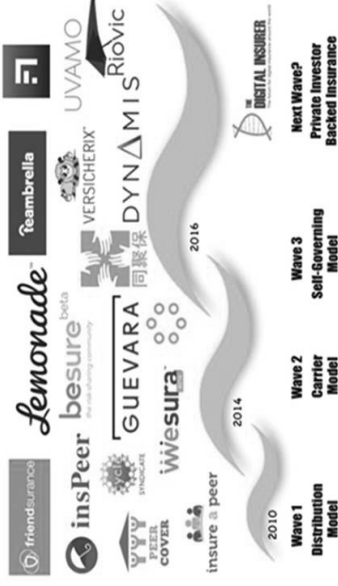 friendsurance
Lemonade™
teambrella
insPeer
besure beta
the risk-sharing community
VERSICHERIX™
UVAMO
PEER
COVER
SYNDICATE
GUEVARA
同聚保
DYNAMIS
RIOVIC
insure a peer
wesura
2010
2014
2016
THE
DIGITAL INSURER
Wave 1
Distribution
Model
Wave 2
Carrier
Model
Wave 3
Self-Governing
Model
Next Wave?
Private Investor
Backed Insurance